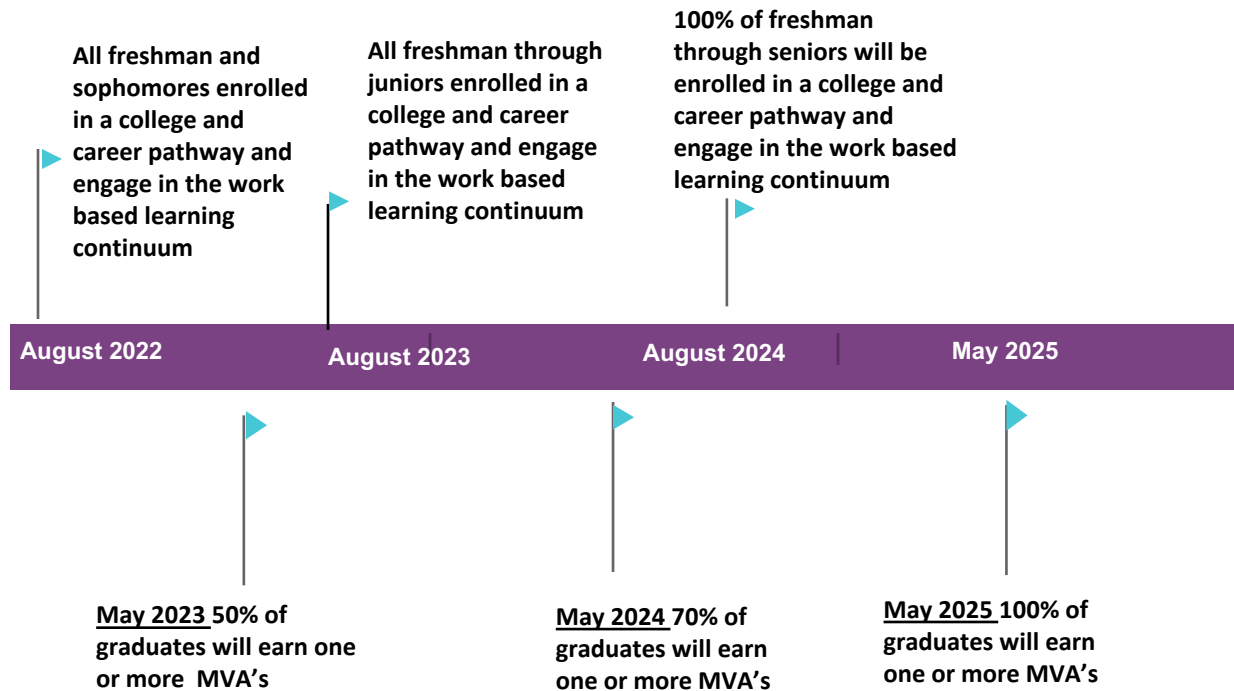 All freshman and
sophomores enrolled
in a college and
career pathway and
engage in the work
based learning
continuum
All freshman through
juniors enrolled in a
college and career
pathway and engage
in the work based
learning continuum
100% of freshman
through seniors will be
enrolled in a college and
career pathway and
engage in the work based
learning continuum
August 2022
August 2023
August 2024
May 2025
May 2023 50% of
graduates will earn one
or more MVA's
May 2024 70% of
graduates will earn
one or more MVA's
May 2025 100% of
graduates will earn
one or more MVA's